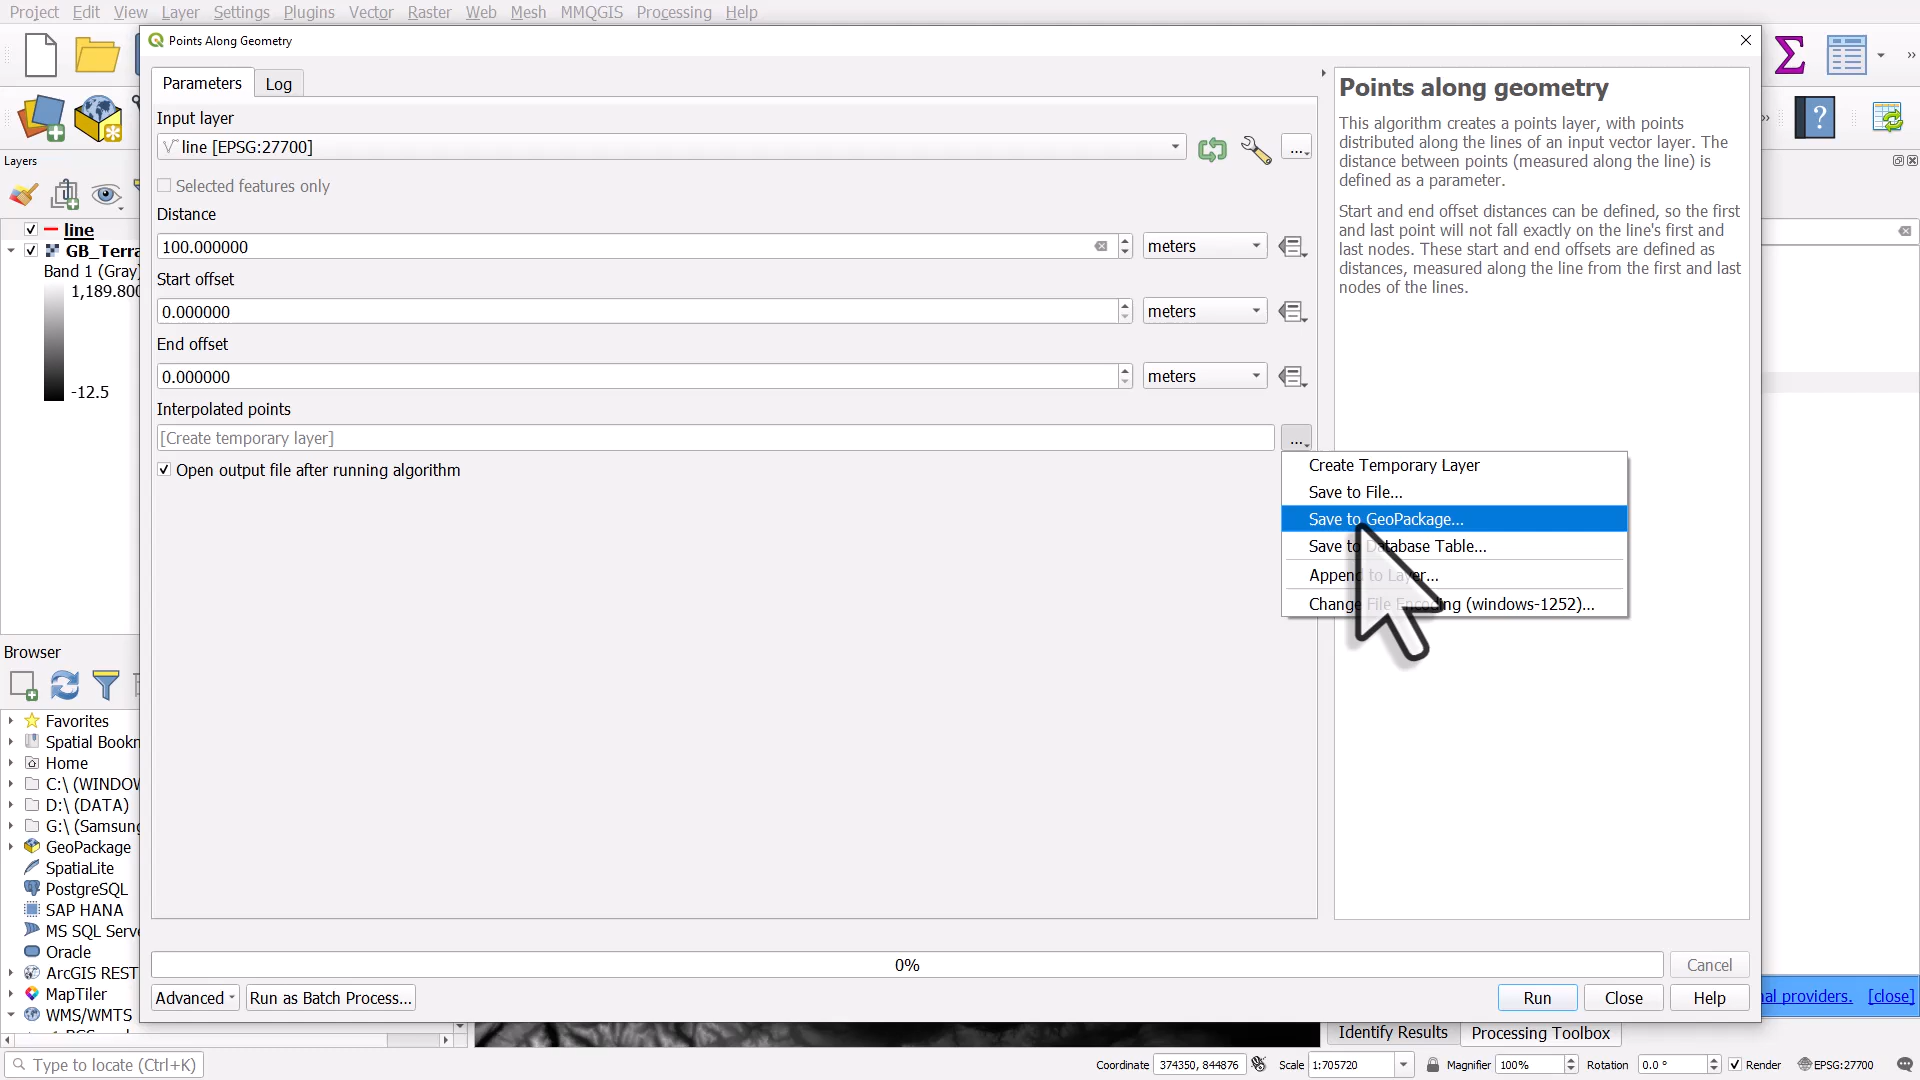 Project Edit View Layer Settings Plugins Vector Raster Web Mesh MMQGIS Processing Help
Points Along Geometry
Parameters
Log
Input layer
line [EPSG:27700]
Selected features only
Distance
100.000000
meters
Start offset
0.000000
meters
End offset
0.000000
meters
Interpolated points
[Create temporary layer]
...
Open output file after running algorithm
Create Temporary Layer
Save to File...
Save to GeoPackage...
Save to Database Table...
Append to Layer...
Change File Encoding (windows-1252)...
Points along geometry
This algorithm creates a points layer, with points
distributed along the lines of an input vector layer. The
distance between points (measured along the line) is
defined as a parameter.
Start and end offset distances can be defined, so the first
and last point will not fall exactly on the line's first and
last nodes. These start and end offsets are defined as
distances, measured along the line from the first and last
nodes of the lines.
0%
Cancel
Advanced
Run as Batch Process...
Run
Close
Help
Layers
line
GB_Terra
Band 1 (Gray)
1,189.800
-12.5
Browser
Favorites
Spatial Bookn
Home
C:\ (WINDOW
D:\ (DATA)
G:\ (Samsung
GeoPackage
SpatiaLite
PostgreSQL
SAP HANA
MS SQL Serve
Oracle
ArcGIS REST
MapTiler
WMS/WMTS
al providers. [close]
Identify Results
Processing Toolbox
Type to locate (Ctrl+K)
Coordinate 374350, 844876 Scale 1:705720 Magnifier 100% Rotation 0.0 ° Render EPSG:27700